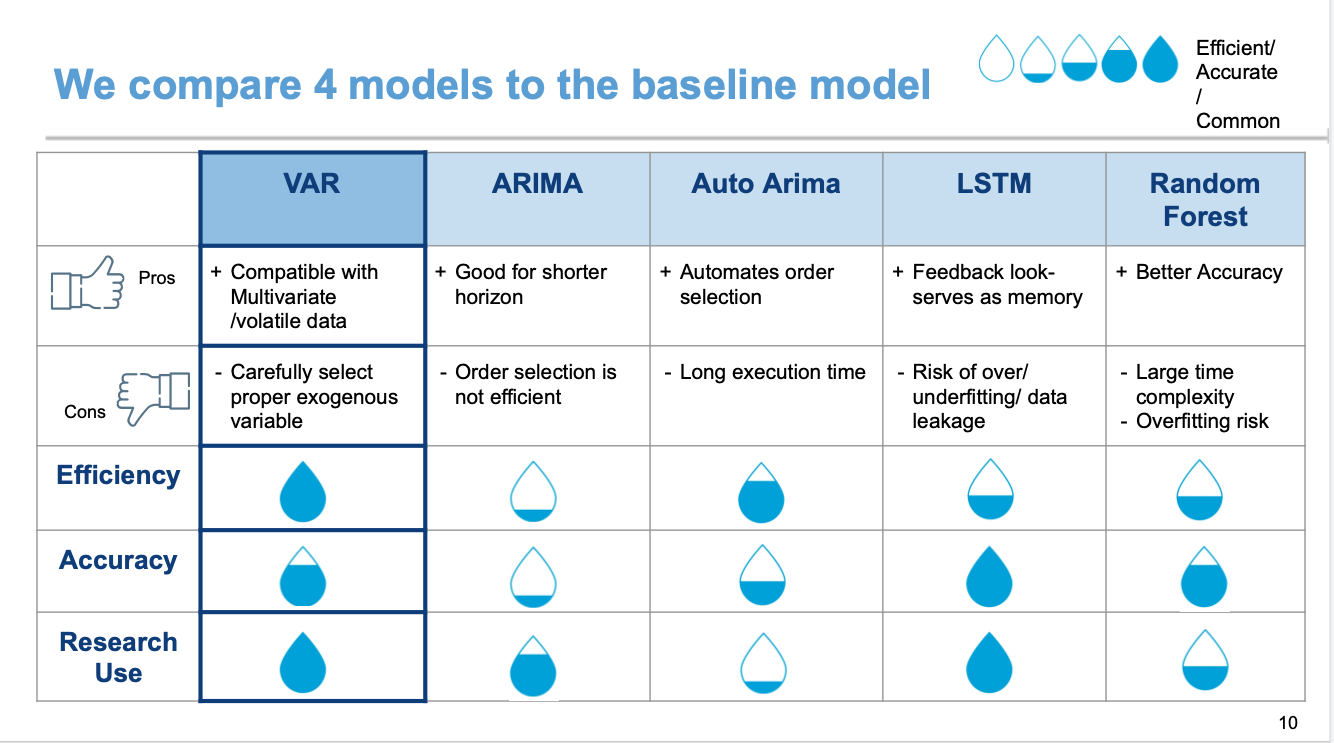 We compare 4 models to the baseline model
Efficient/
Accurate
/
Common
VAR
ARIMA
Auto Arima
LSTM
Random
Forest
Pros
+ Compatible with
Multivariate
/volatile data
+ Good for shorter
horizon
+ Automates order
selection
+ Feedback look-
serves as memory
+ Better Accuracy
Cons
- Carefully select
proper exogenous
variable
- Order selection is
not efficient
- Long execution time
- Risk of over/
underfitting/ data
leakage
- Large time
complexity
- Overfitting risk
Efficiency
Accuracy
Research
Use
10